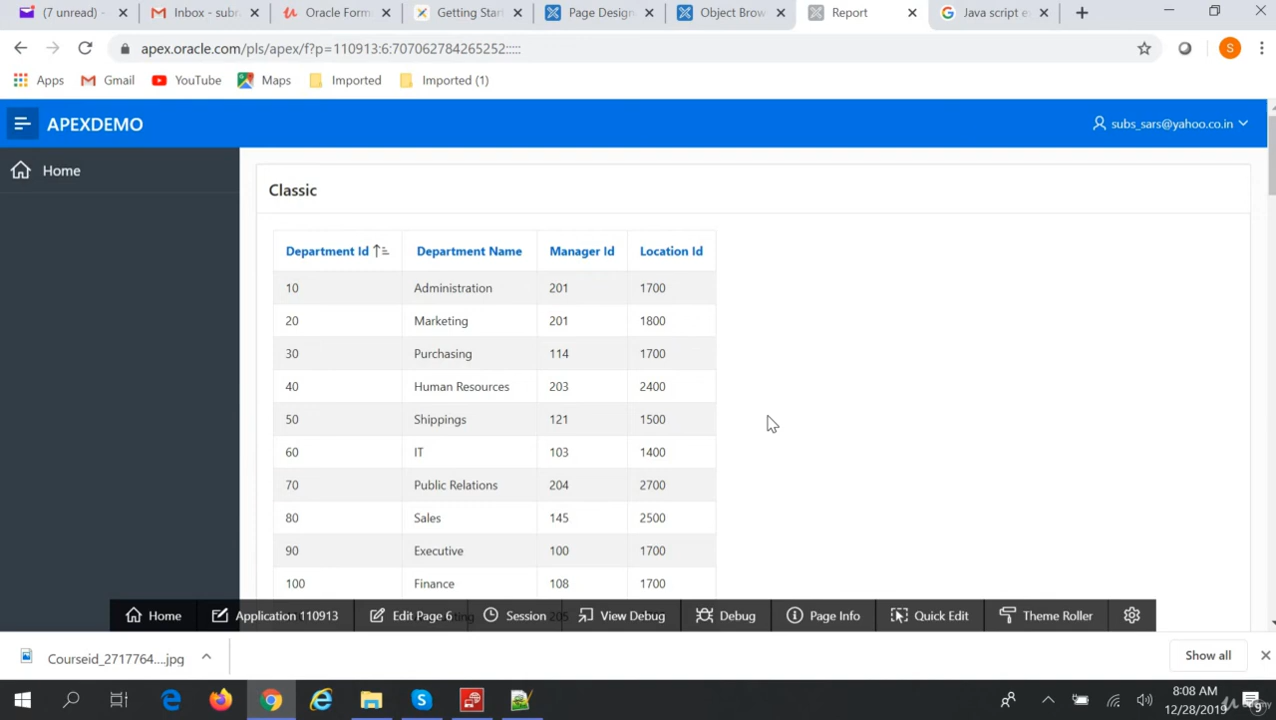 (7 unread) - 
Inbox - subra
Oracle Form
Getting Star
Page Design
Object Brow
Report
Java script e
apex.oracle.com/pls/apex/f?p=110913:6:707062784265252:::::
S
Apps
Gmail
YouTube
Maps
Imported
Imported (1)
APEXDEMO
subs_sars@yahoo.co.in
Home
Classic
Department Id Department Name Manager Id Location Id
10 Administration 201 1700
20 Marketing 201 1800
30 Purchasing 114 1700
40 Human Resources 203 2400
50 Shippings 121 1500
60 IT 103 1400
70 Public Relations 204 2700
80 Sales 145 2500
90 Executive 100 1700
100 Finance 108 1700
Home Application 110913 Edit Page 6 Session View Debug Debug Page Info Quick Edit Theme Roller
Courseid_2717764....jpg
Show all
8:08 AM
12/28/2019